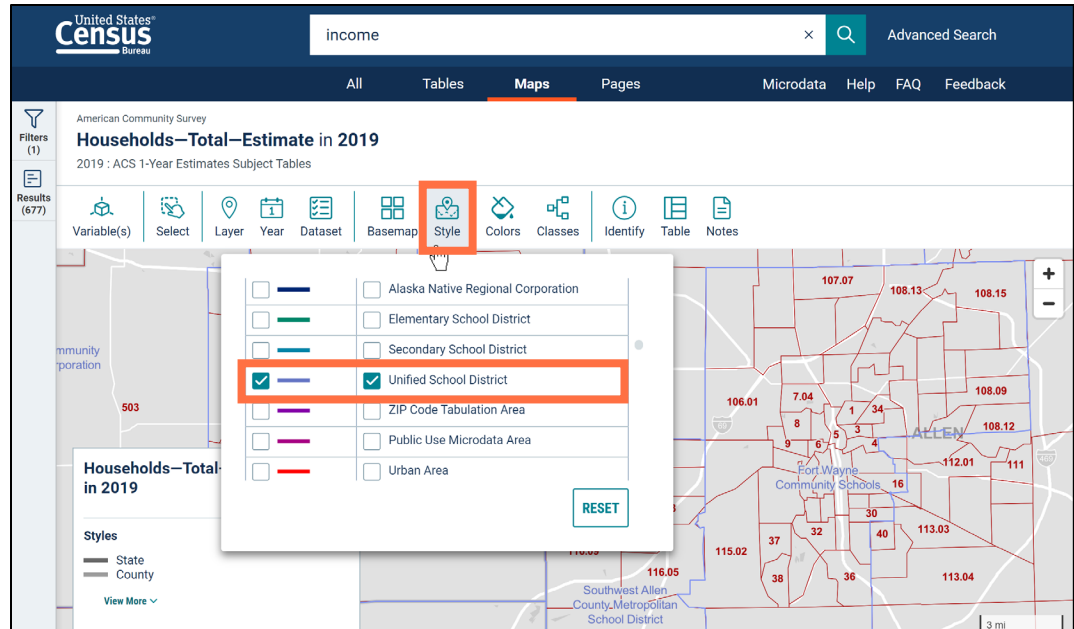 United States®
Census
Bureau
income
Advanced Search
All
Tables
Maps
Pages
Microdata
Help
FAQ
Feedback
Filters
(1)
Results
(677)
American Community Survey
Households—Total—Estimate in 2019
2019 : ACS 1-Year Estimates Subject Tables
Variable(s)
Select
Layer
Year
Dataset
Basemap
Style
Colors
Classes
Identify
Table
Notes
Alaska Native Regional Corporation
Elementary School District
Secondary School District
Unified School District
ZIP Code Tabulation Area
Public Use Microdata Area
Urban Area
RESET
Households—Total-
in 2019
Styles
State
County
View More
mmunity
rporation
503
107.07
108.13
108.15
+
−
106.01
7.04
1
34
108.09
69
8
3
ALLEN
108.12
9
6
5
4
112.01
111
469
Fort Wayne
Community Schools
16
30
32
40
113.03
37
115.02
116.09
116.05
38
36
113.04
Southwest Allen
County Metropolitan
School District
3 mi